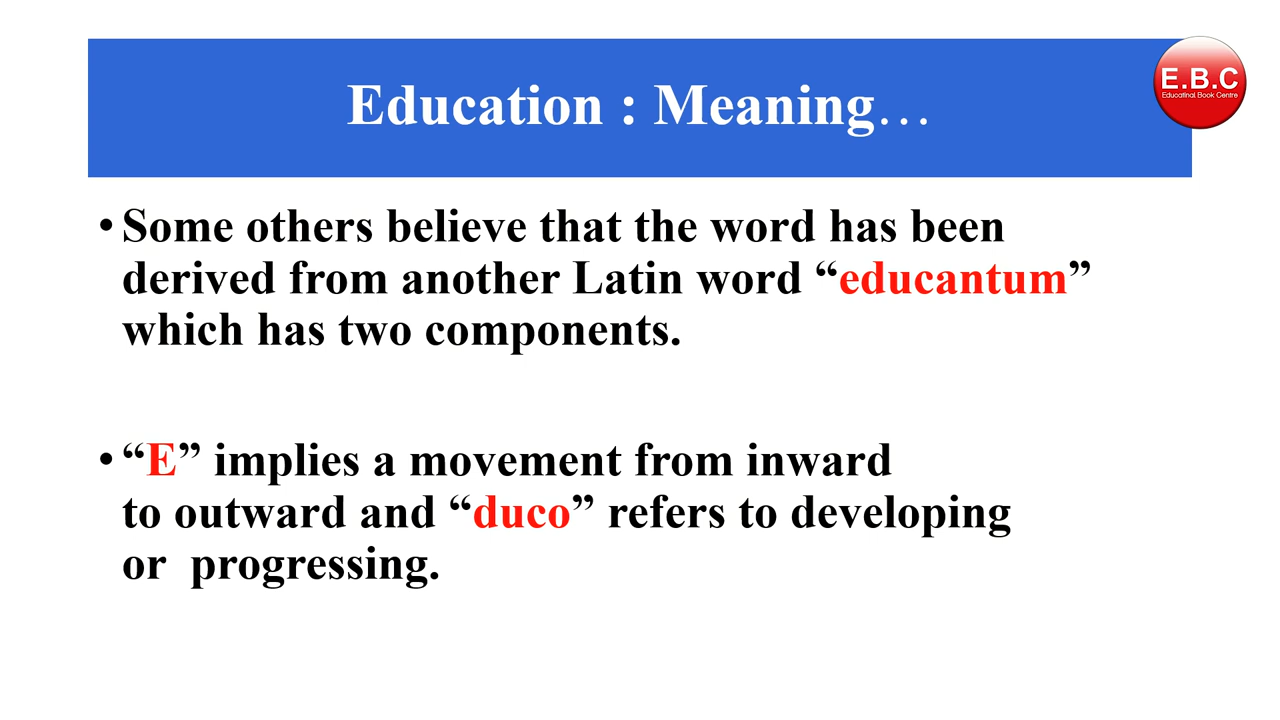 Education : Meaning…
E.B.C
Educatinal Book Centre
• Some others believe that the word has been
derived from another Latin word “educantum”
which has two components.
• “E” implies a movement from inward
to outward and “duco” refers to developing
or progressing.